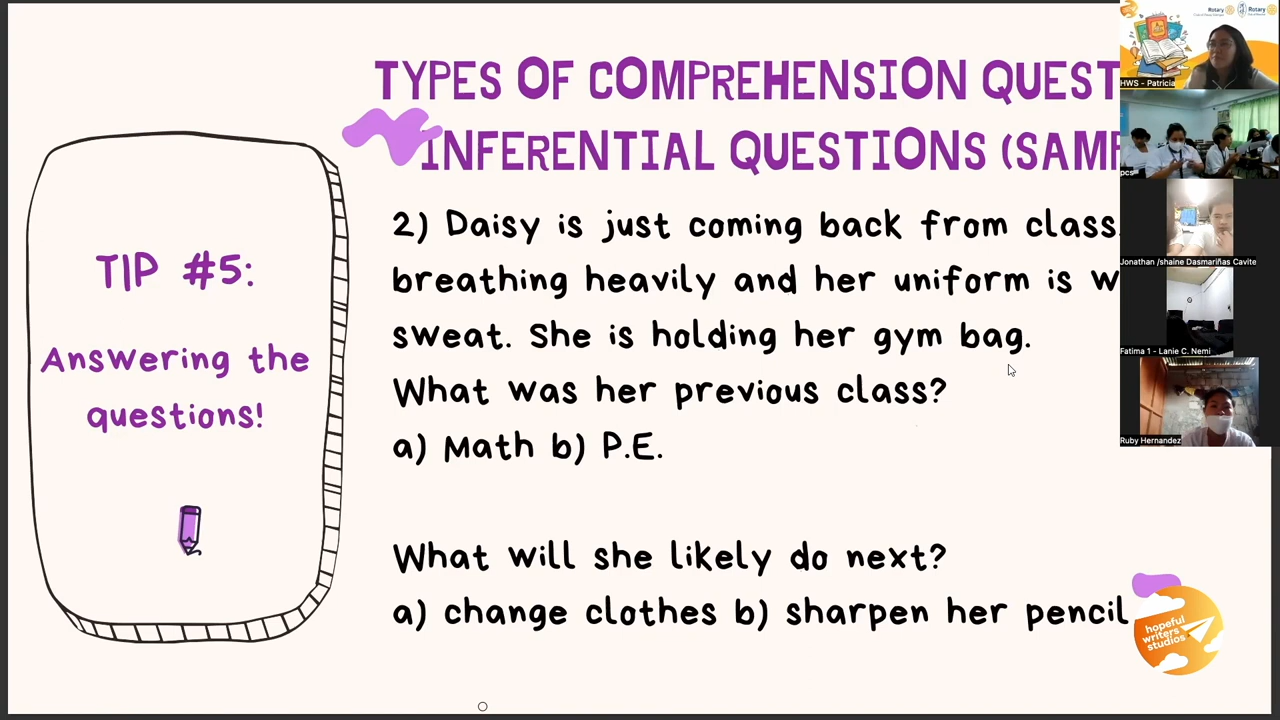 TYPES OF COMPREHENSION QUEST
INFERENTIAL QUESTIONS (SAMP
TIP #5:
Answering the
questions!
2) Daisy is just coming back from class.
breathing heavily and her uniform is w
sweat. She is holding her gym bag.
What was her previous class?
a) Math b) P.E.
What will she likely do next?
a) change clothes b) sharpen her pencil
hopeful
writers
studios
Rotary
Rotary
HWS - Patricia
pcs
Jonathan /shaine Dasmariñas Cavite
Fatima 1 - Lanie C. Nemi
Ruby Hernandez